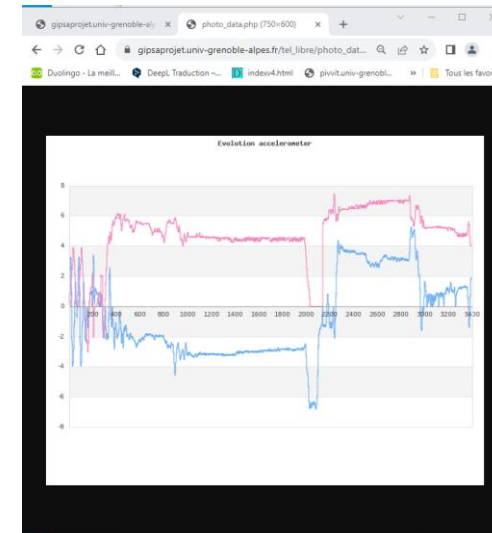 gipsaprojet.univ-grenoble-alp
photo_data.php (750×600)
gipsaprojet.univ-grenoble-alpes.fr/tel_libre/photo_dat...
Duolingo - La meill...
DeepL Traduction –...
indexv4.html
pivvit.univ-grenobl...
»
Tous les favor
Evolution accelerometer
8
6
4
2
0
200 400 600 800 1000 1200 1400 1600 1800 2000 2200 2400 2600 2800 3000 3200 3400
-2
-4
-6
-8